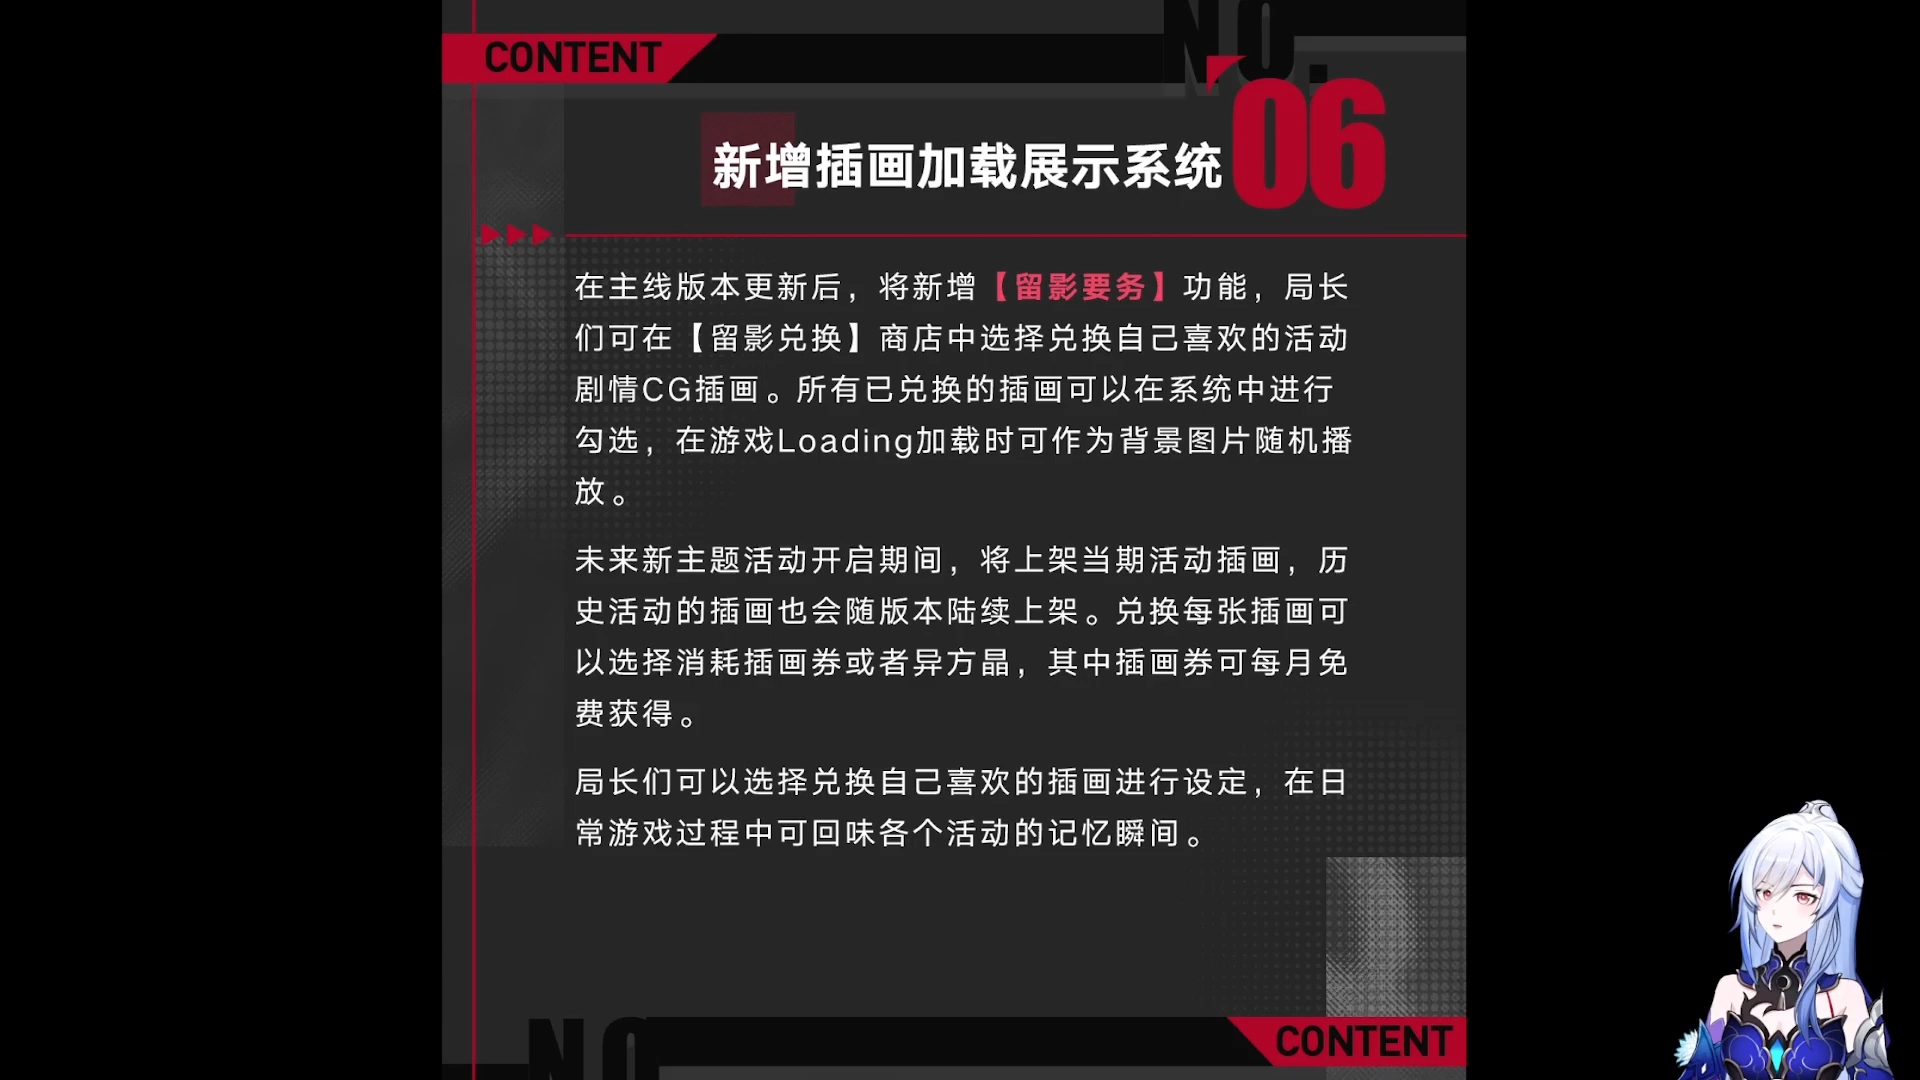 CONTENT
NO.
06
新增插画加载展示系统
在主线版本更新后，将新增【留影要务】功能，局长
们可在【留影兑换】商店中选择兑换自己喜欢的活动
剧情CG插画。所有已兑换的插画可以在系统中进行
勾选，在游戏Loading加载时可作为背景图片随机播
放。
未来新主题活动开启期间，将上架当期活动插画，历
史活动的插画也会随版本陆续上架。兑换每张插画可
以选择消耗插画券或者异方晶，其中插画券可每月免
费获得。
局长们可以选择兑换自己喜欢的插画进行设定，在日
常游戏过程中可回味各个活动的记忆瞬间。
NO
CONTENT